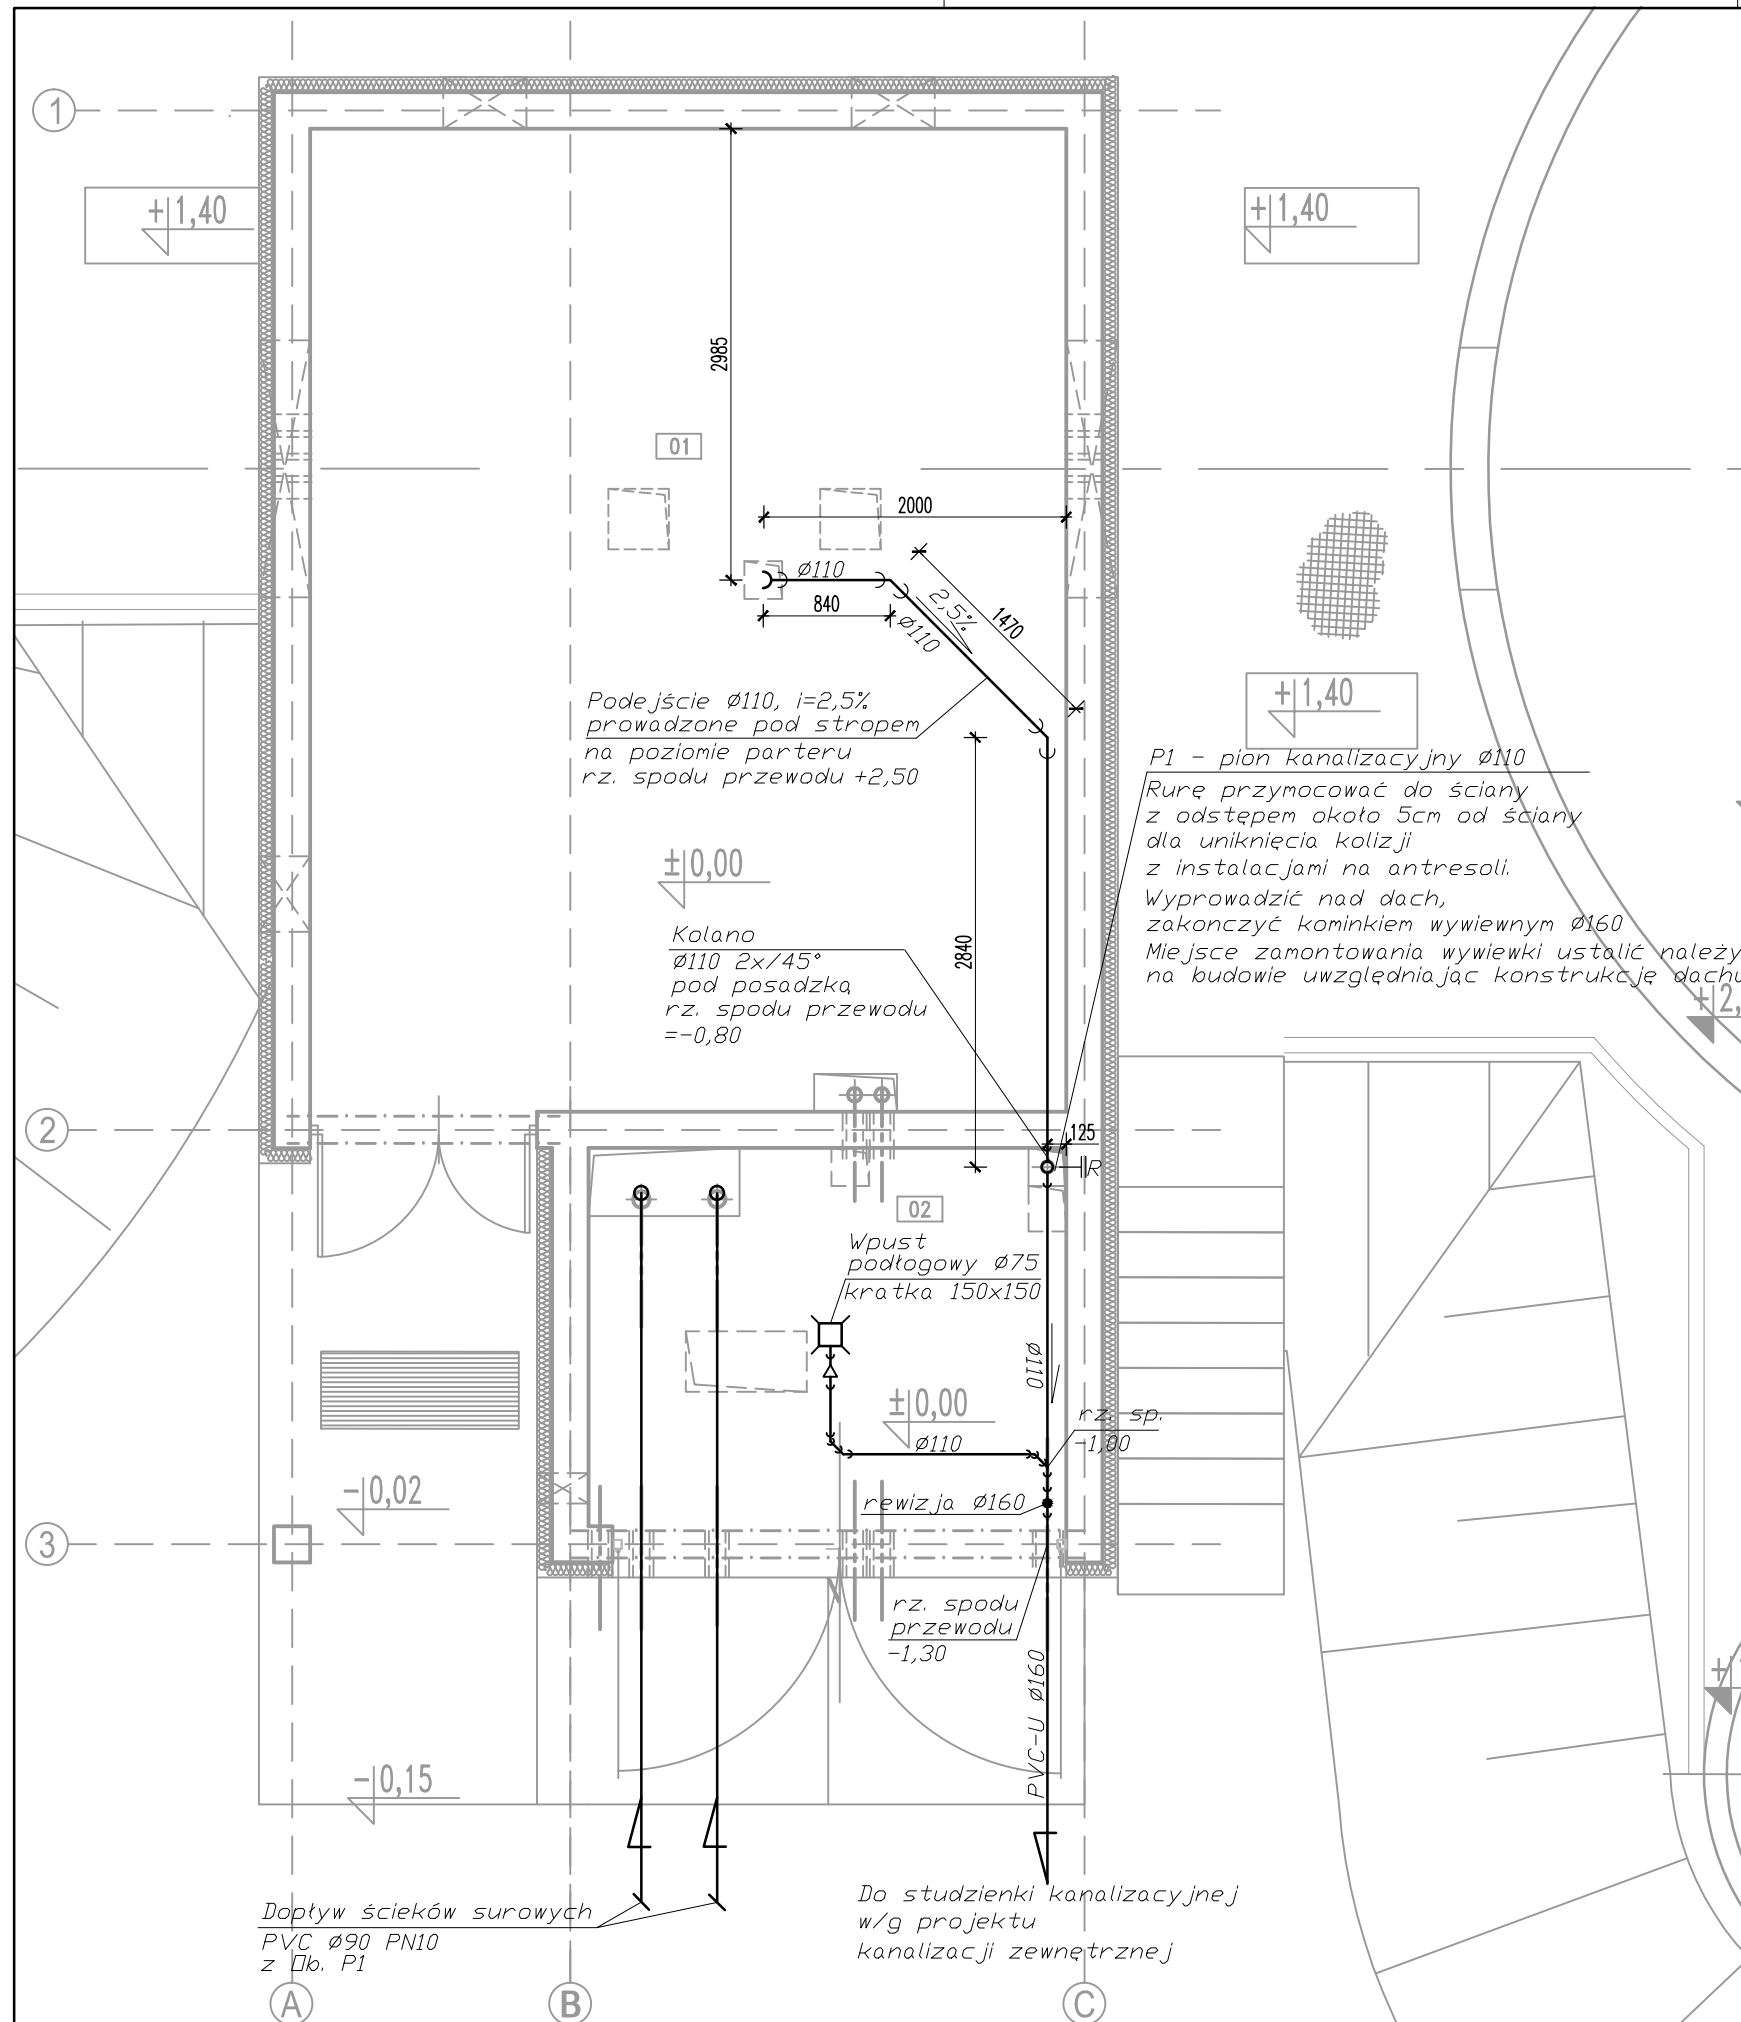 1
+1,40
+1,40
2985
01
2000
ø110
840
2,5%
ø110
1470
+1,40
Podejście ø110, i=2,5%
prowadzone pod stropem
na poziomie parteru
rz. spodu przewodu +2,50
P1 - pion kanalizacyjny ø110
Rurę przymocować do ściany
z odstępem około 5cm od ściany
dla uniknięcia kolizji
z instalacjami na antresoli.
Wyprowadzić nad dach,
zakonczyć kominkiem wywiewnym ø160
Miejsce zamontowania wywiewki ustalić należy
na budowie uwzględniając konstrukcję dachu
±0,00
2840
Kolano
ø110 2x/45°
pod posadzką
rz. spodu przewodu
=-0,80
+2,
2
125
R
02
Wpust
podłogowy ø75
kratka 150x150
ø110
±0,00
ø110
rz. sp.
-1,00
-0,02
rewizja ø160
3
rz. spodu
przewodu
-1,30
PVC-U ø160
+
-0,15
Dopływ ścieków surowych
PVC ø90 PN10
z Ob. P1
Do studzienki kanalizacyjnej
w/g projektu
kanalizacji zewnętrznej
A
B
C